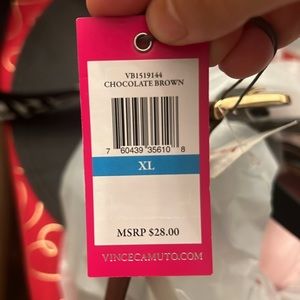 VB1519144
CHOCOLATE BROWN
7 60439 35610 8
XL
MSRP $28.00
VINCECAMUTO.COM